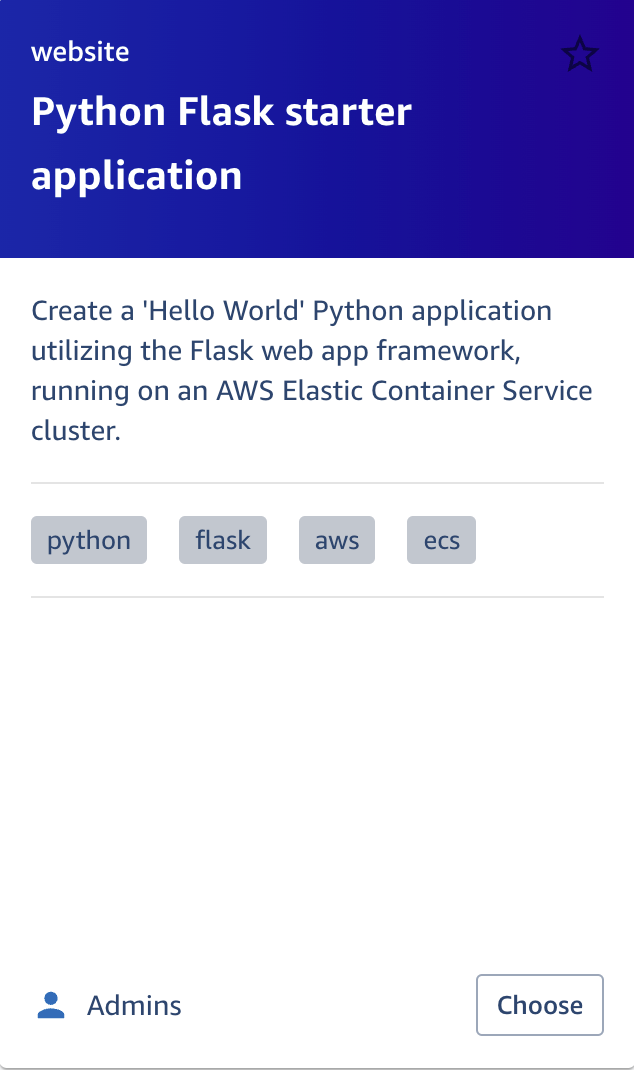 website
Python Flask starter
application
Create a 'Hello World' Python application
utilizing the Flask web app framework,
running on an AWS Elastic Container Service
cluster.
python flask aws ecs
Admins Choose